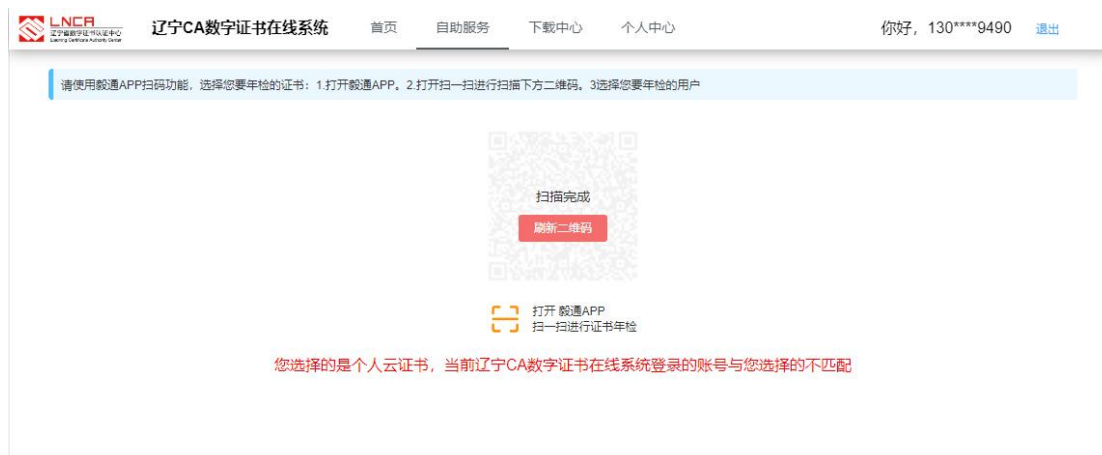 LNCA
辽宁省数字证书认证中心
Liaoning Certificate Authority Center
辽宁CA数字证书在线系统
首页
自助服务
下载中心
个人中心
你好，130****9490
退出
请使用毅通APP扫码功能，选择您要年检的证书：1.打开毅通APP。2.打开扫一扫进行扫描下方二维码。3选择您要年检的用户
扫描完成
刷新二维码
打开 毅通APP
扫一扫进行证书年检
您选择的是个人云证书，当前辽宁CA数字证书在线系统登录的账号与您选择的不匹配